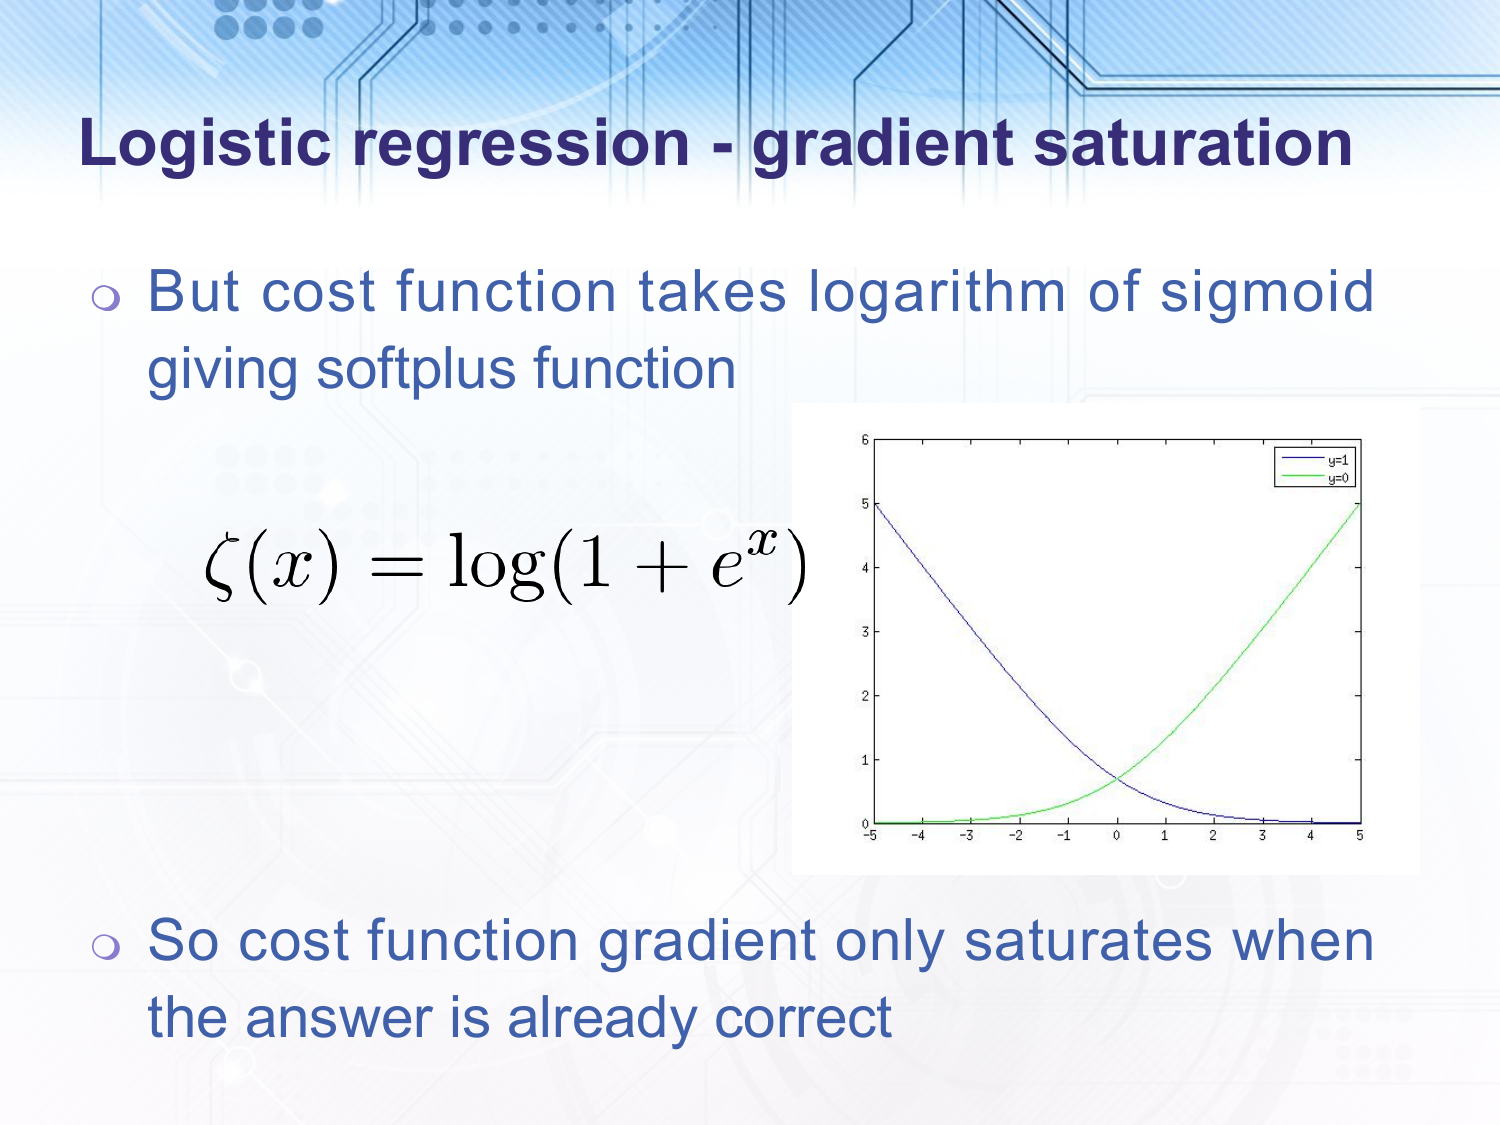 Logistic regression - gradient saturation
But cost function takes logarithm of sigmoid
giving softplus function
ζ(x) = log(1 + e^x)
6
y=1
y=0
5
4
3
2
1
0
-5 -4 -3 -2 -1 0 1 2 3 4 5
So cost function gradient only saturates when
the answer is already correct